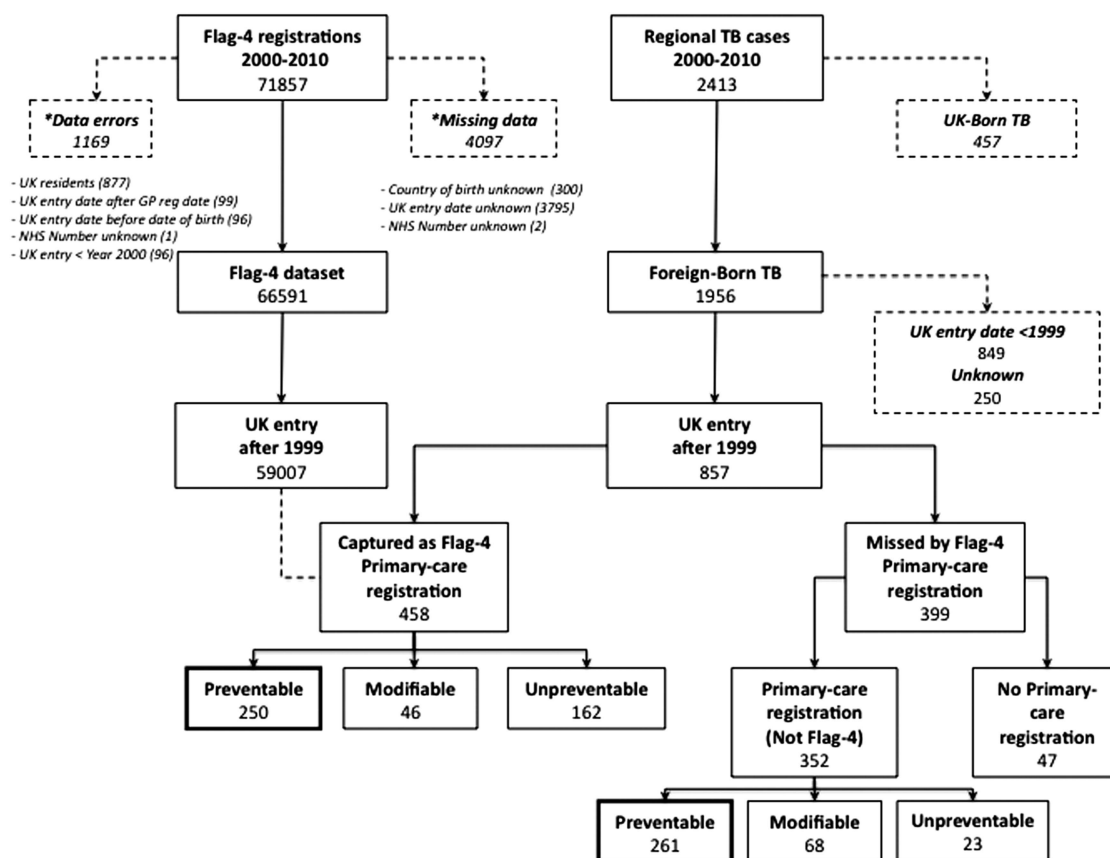 Flag-4 registrations
2000-2010
71857
Regional TB cases
2000-2010
2413
*Data errors
1169
*Missing data
4097
UK-Born TB
457
- UK residents (877)
- UK entry date after GP reg date (99)
- UK entry date before date of birth (96)
- NHS Number unknown (1)
- UK entry < Year 2000 (96)
- Country of birth unknown (300)
- UK entry date unknown (3795)
- NHS Number unknown (2)
Flag-4 dataset
66591
Foreign-Born TB
1956
UK entry date <1999
849
Unknown
250
UK entry
after 1999
59007
UK entry
after 1999
857
Captured as Flag-4
Primary-care
registration
458
Missed by Flag-4
Primary-care
registration
399
Preventable
250
Modifiable
46
Unpreventable
162
Primary-care
registration
(Not Flag-4)
352
No Primary-
care
registration
47
Preventable
261
Modifiable
68
Unpreventable
23